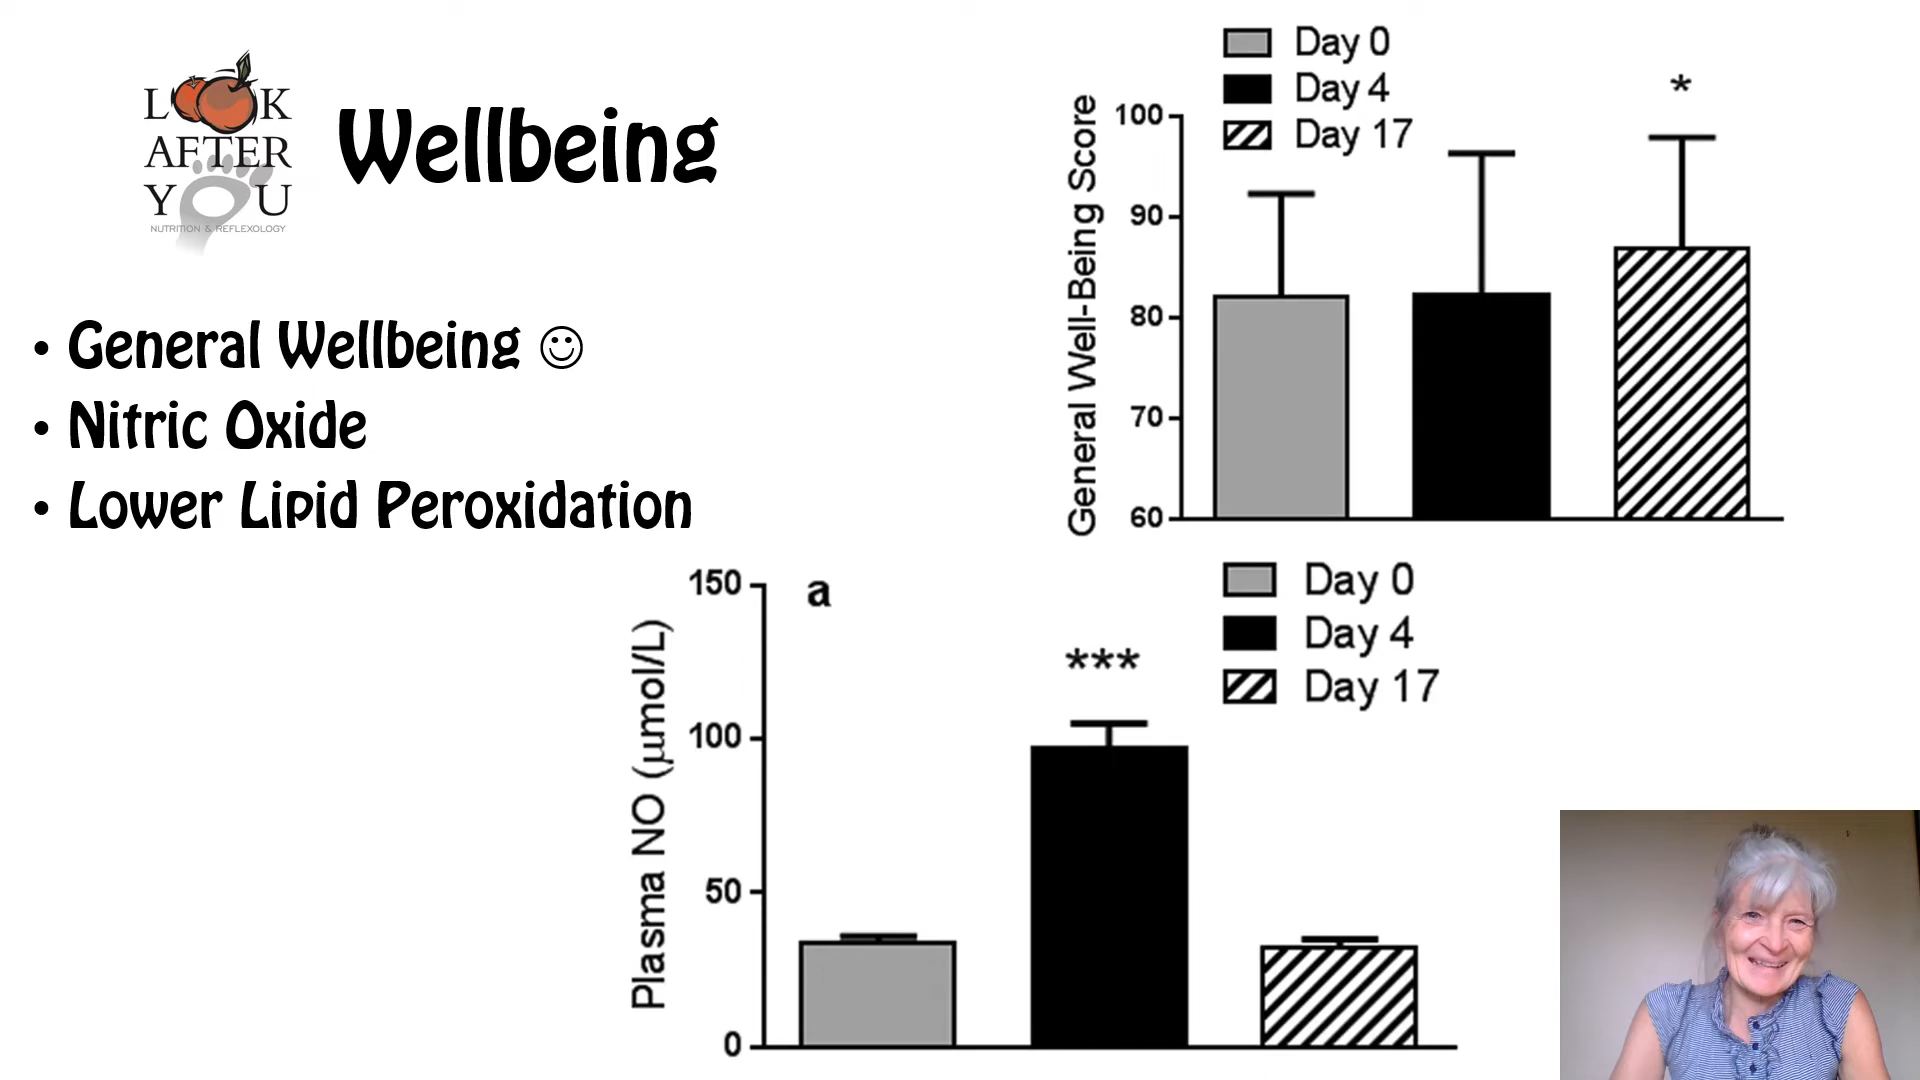 LOOK
AFTER
YOU
NUTRITION & REFLEXOLOGY
Wellbeing
• General Wellbeing ☺
• Nitric Oxide
• Lower Lipid Peroxidation
Day 0
Day 4
Day 17
*
General Well-Being Score
100
90
80
70
60
a
Day 0
Day 4
Day 17
***
Plasma NO (μmol/L)
150
100
50
0